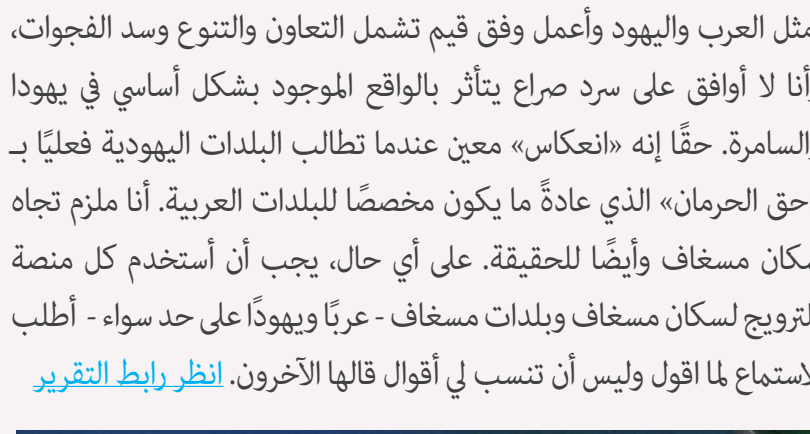 مثل العرب واليهود وأعمل وفق قيم تشمل التعاون والتنوع وسد الفجوات،
أنا لا أوافق على سرد صراع يتأثر بالواقع الموجود بشكل أساسي في يهودا
والسامرة. حقًا إنه «انعكاس» معين عندما تطالب البلدات اليهودية فعليًا بـ
حق الحرمان» الذي عادةً ما يكون مخصصًا للبلدات العربية. أنا ملزم تجاه
سكان مسغاف وأيضًا للحقيقة. على أي حال، يجب أن أستخدم كل منصة
لترويج لسكان مسغاف وبلدات مسغاف - عربًا ويهودًا على حد سواء - أطلب
لاستماع لما اقول وليس أن تنسب لي أقوال قالها الآخرون. انظر رابط التقرير